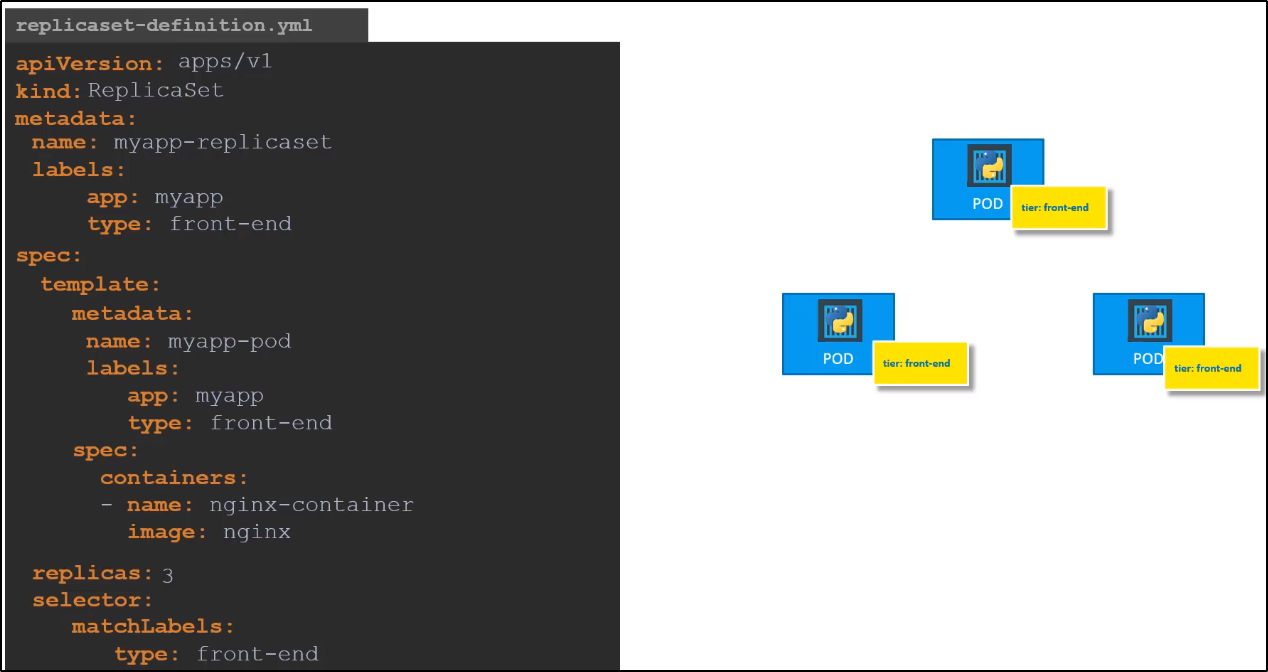 replicaset-definition.yml
apiVersion: apps/v1
kind: ReplicaSet
metadata:
name: myapp-replicaset
labels:
app: myapp
type: front-end
spec:
template:
metadata:
name: myapp-pod
labels:
app: myapp
type: front-end
spec:
containers:
- name: nginx-container
image: nginx
replicas: 3
selector:
matchLabels:
type: front-end
POD
tier: front-end
POD
tier: front-end
POD
tier: front-end